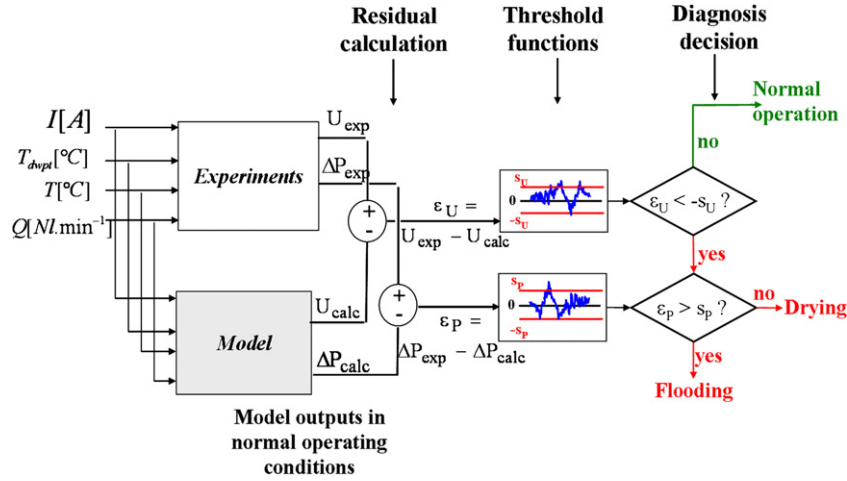 Residual
calculation
Threshold
functions
Diagnosis
decision
Normal
operation
no
I[A]
T_dwpt[°C]
T[°C]
Q[Nl.min⁻¹]
Experiments
U_exp
ΔP_exp
+
-
ε_U =
U_exp − U_calc
s_U
0
-s_U
ε_U < -s_U ?
yes
Model
U_calc
ΔP_calc
+
-
ε_P =
ΔP_exp − ΔP_calc
s_P
0
-s_P
ε_P > s_P ?
no
Drying
yes
Flooding
Model outputs in
normal operating
conditions